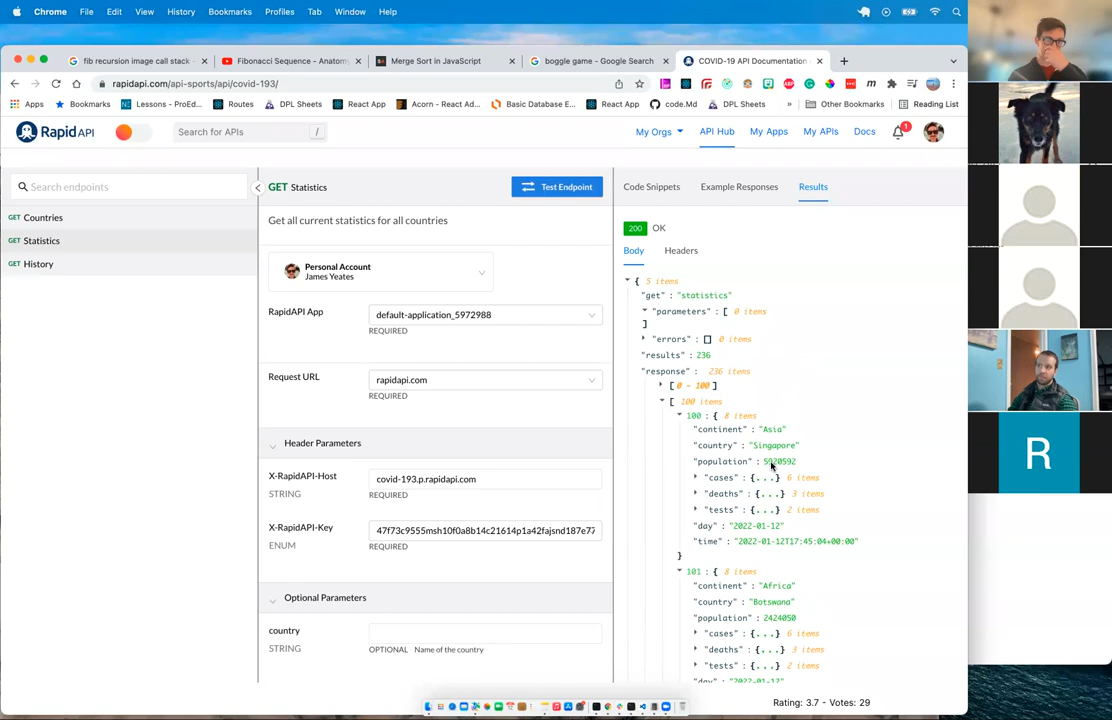 Chrome File Edit View History Bookmarks Profiles Tab Window Help
fib recursion image call stack - Fibonacci Sequence - Anatomy Merge Sort in JavaScript boggle game - Google Search COVID-19 API Documentation
rapidapi.com/api-sports/api/covid-193/
Apps Bookmarks Lessons - ProEd... Routes DPL Sheets React App Acorn - React Ad... Basic Database E... React App code.Md DPL Sheets » Other Bookmarks Reading List
Rapid API Search for APIs / My Orgs API Hub My Apps My APIs Docs 1
Search endpoints
GET Countries
GET Statistics
GET History
GET Statistics Test Endpoint
Get all current statistics for all countries
Personal Account
James Yeates
RapidAPI App default-application_5972988
REQUIRED
Request URL rapidapi.com
REQUIRED
Header Parameters
X-RapidAPI-Host covid-193.p.rapidapi.com
STRING REQUIRED
X-RapidAPI-Key 47f73c9555msh10f0a8b14c21614p1a42fajsnd187e77
ENUM REQUIRED
Optional Parameters
country
STRING OPTIONAL Name of the country
Code Snippets Example Responses Results
200 OK
Body Headers
{ 5 items
"get" : "statistics"
"parameters" : [ 0 items
]
"errors" : [] 0 items
"results" : 236
"response" : 236 items
[ 0 - 100 ]
[ 100 items
100 : { 8 items
"continent" : "Asia"
"country" : "Singapore"
"population" : 5920592
"cases" : {...} 6 items
"deaths" : {...} 3 items
"tests" : {...} 2 items
"day" : "2022-01-12"
"time" : "2022-01-12T17:45:04+00:00"
}
101 : { 8 items
"continent" : "Africa"
"country" : "Botswana"
"population" : 2424050
"cases" : {...} 6 items
"deaths" : {...} 3 items
"tests" : {...} 2 items
"day" : "2022-01-12"
Rating: 3.7 - Votes: 29
R